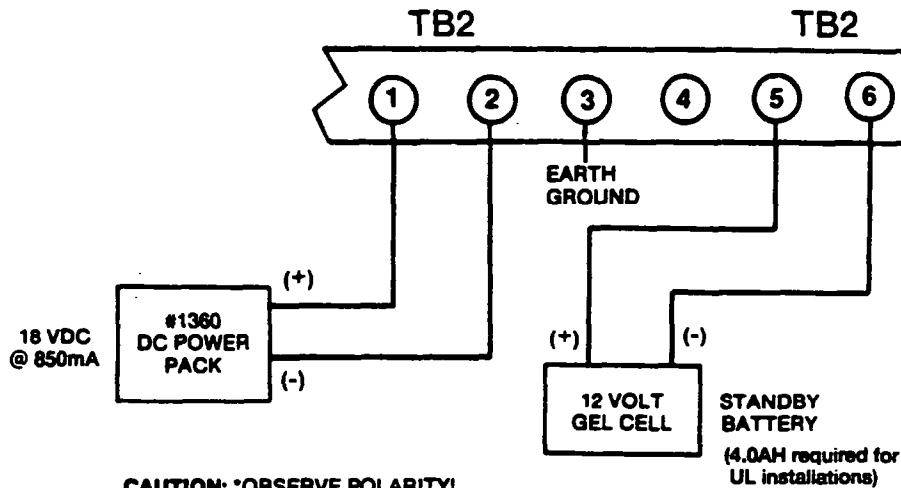 TB2 TB2
1 2 3 4 5 6
EARTH
GROUND
(+)
18 VDC
@ 850mA
#1360
DC POWER
PACK
(-)
(+) (-)
12 VOLT
GEL CELL
STANDBY
BATTERY
(4.0AH required for
UL installations)
CAUTION: *OBSERVE POLARITY!